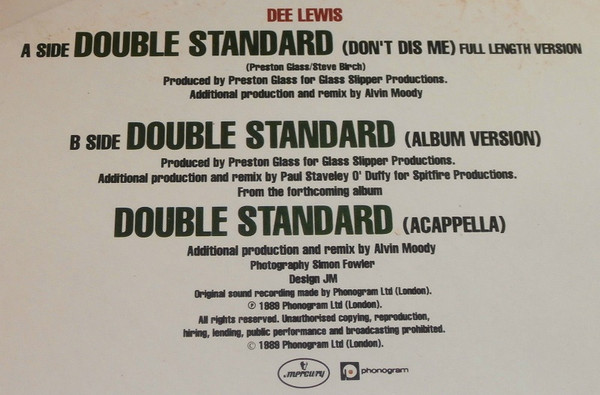 DEE LEWIS
A SIDE DOUBLE STANDARD (DON'T DIS ME) FULL LENGTH VERSION
(Preston Glass/Steve Birch)
Produced by Preston Glass for Glass Slipper Productions.
Additional production and remix by Alvin Moody
B SIDE DOUBLE STANDARD (ALBUM VERSION)
Produced by Preston Glass for Glass Slipper Productions.
Additional production and remix by Paul Staveley O' Duffy for Spitfire Productions.
From the forthcoming album
DOUBLE STANDARD (ACAPPELLA)
Additional production and remix by Alvin Moody
Photography Simon Fowler
Design JM
Original sound recording made by Phonogram Ltd (London).
℗ 1989 Phonogram Ltd (London).
All rights reserved. Unauthorised copying, reproduction,
hiring, lending, public performance and broadcasting prohibited.
© 1989 Phonogram Ltd (London).
mercury phonogram